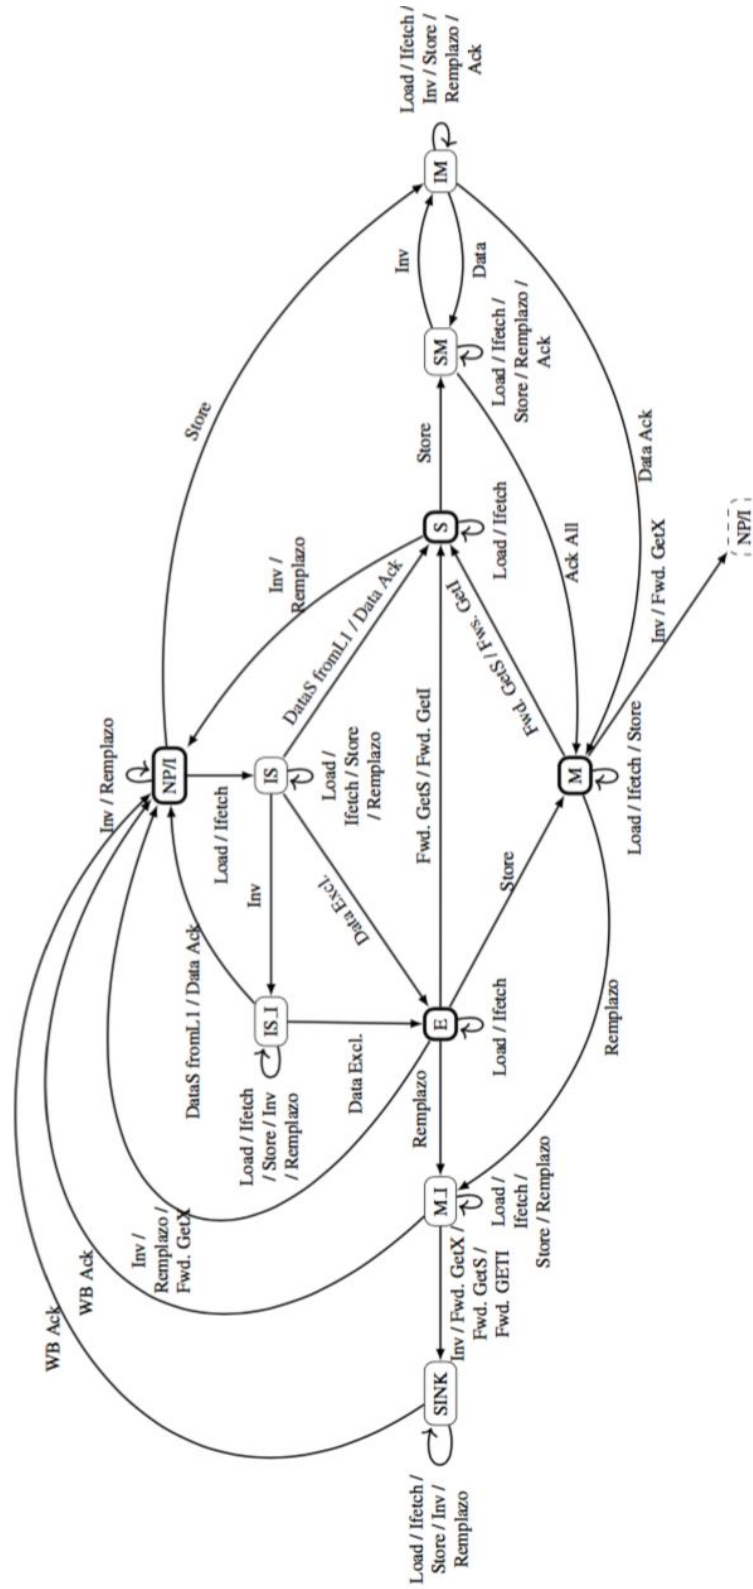 WB Ack
WB Ack
Inv /
Remplazo /
Fwd. GetX
DataS fromL1 / Data Ack
Inv / Remplazo
NP/I
Store
Load / Ifetch
Inv /
Remplazo
Load / Ifetch
/ Store / Inv
/ Remplazo
IS_I
Inv
IS
Load /
Ifetch / Store
/ Remplazo
DataS fromL1 / Data Ack
Data Excl.
Data Excl.
Load / Ifetch /
Store / Inv /
Remplazo
SINK
Inv / Fwd. GetX /
Fwd. GetS /
Fwd. GETI
M_I
Load /
Ifetch /
Store / Remplazo
Remplazo
E
Load / Ifetch
Fwd. GetS / Fwd. GetI
S
Load / Ifetch
Store
SM
Load / Ifetch /
Store / Remplazo /
Ack
Inv
Data
IM
Load / Ifetch /
Inv / Store /
Remplazo /
Ack
Store
Fwd. GetS / Fws. GetI
Ack All
Data Ack
Remplazo
M
Load / Ifetch / Store
Inv / Fwd. GetX
NP/I